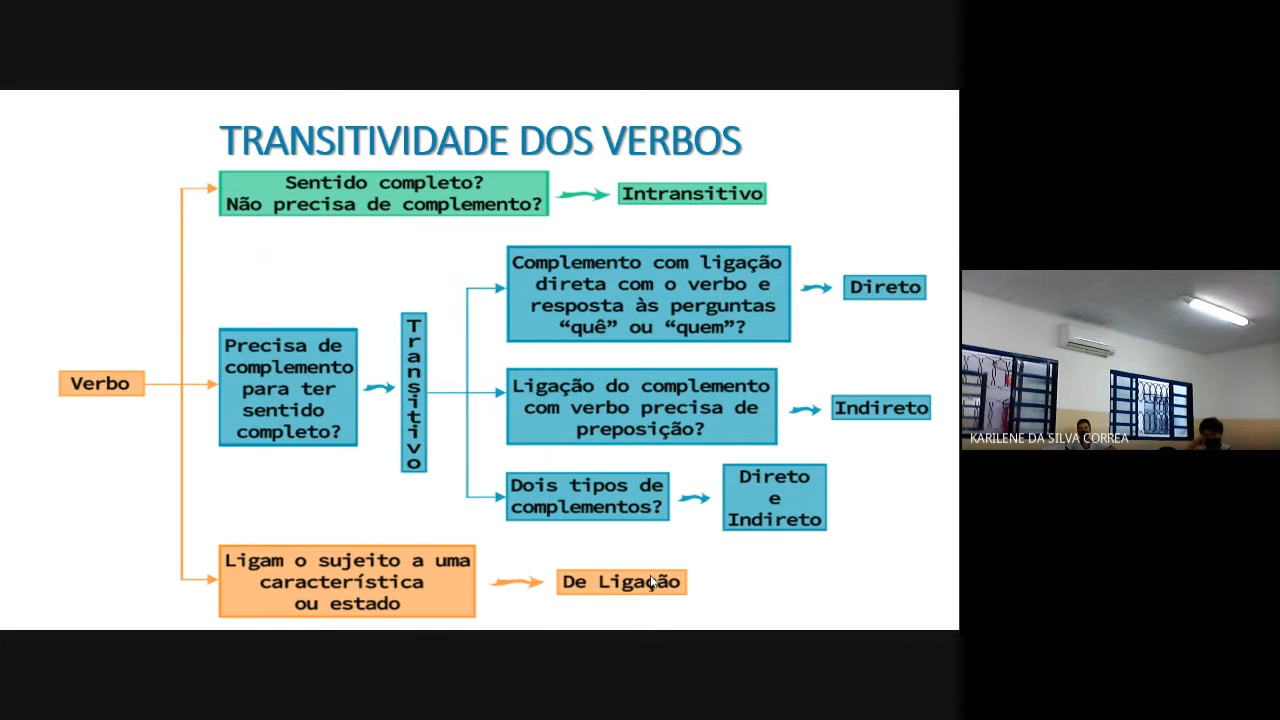 TRANSITIVIDADE DOS VERBOS
Sentido completo?
Não precisa de complemento?
Intransitivo
Complemento com ligação
direta com o verbo e
resposta às perguntas
“quê” ou “quem”?
Direto
Verbo
Precisa de
complemento
para ter
sentido
completo?
Transitivo
Ligação do complemento
com verbo precisa de
preposição?
Indireto
Dois tipos de
complementos?
Direto
e
Indireto
Ligam o sujeito a uma
característica
ou estado
De Ligação
KARILENE DA SILVA CORREA